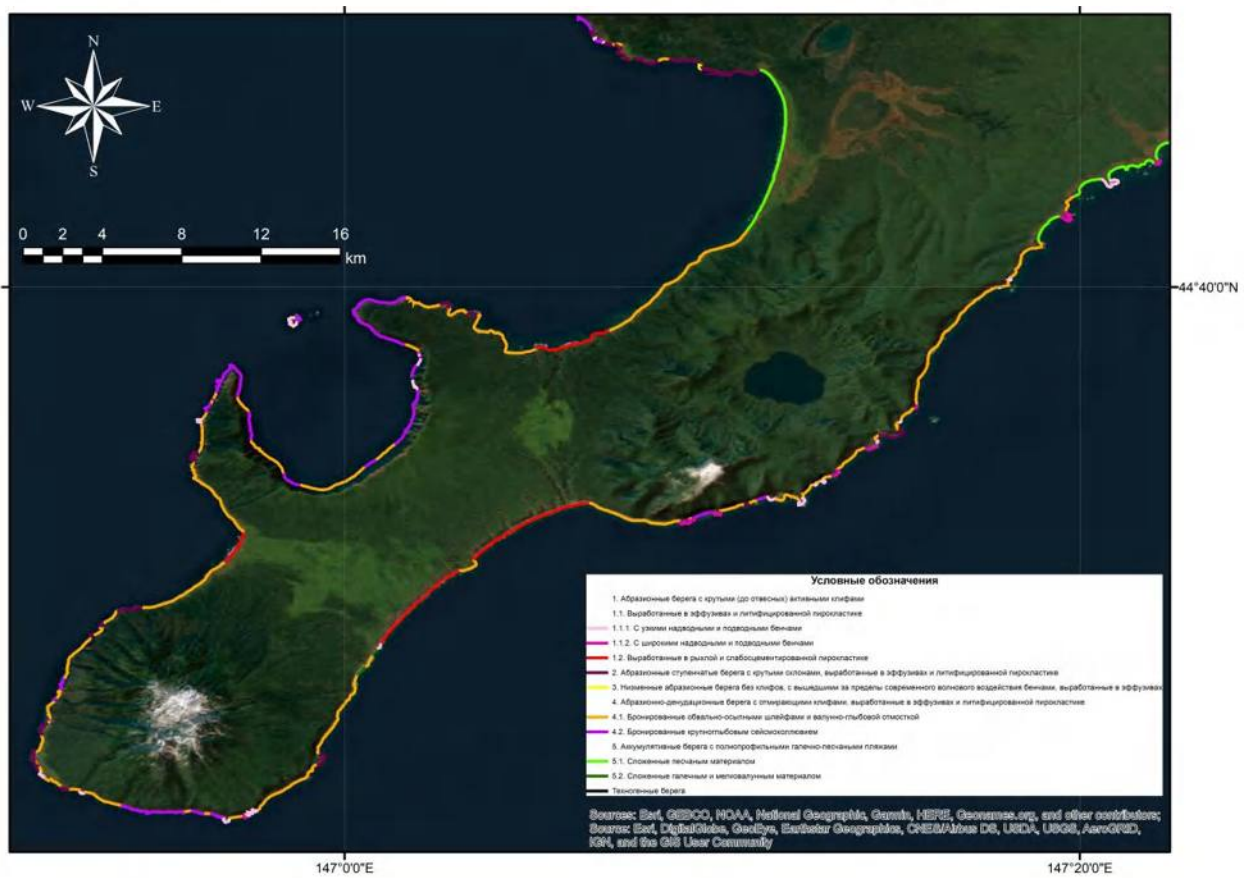 N
W E
S
0 2 4 8 12 16
km
44°40'0"N
Условные обозначения
1. Абразионные берега с крутыми (до отвесных) активными клифами
1.1. Выработанные в эффузивах и литифицированной пирокластике
1.1.1. С узкими надводными и подводными бенчами
1.1.2. С широкими надводными и подводными бенчами
1.2. Выработанные в рыхлой и слабосцементированной пирокластике
2. Абразионные ступенчатые берега с крутыми склонами, выработанные в эффузивах и литифицированной пирокластике
3. Низменные абразионные берега без клифов, с вышедшими за пределы современного волнового воздействия бенчами, выработанные в эффузивах
4. Абразионно-денудационные берега с отмирающими клифами, выработанные в эффузивах и литифицированной пирокластике
4.1. Бронированные обвально-осыпными шлейфами и валунно-глыбовой отмосткой
4.2. Бронированные крупноглыбовым сейсмоколлювием
5. Аккумулятивные берега с полнопрофильными галечно-песчаными пляжами
5.1. Сложенные песчаным материалом
5.2. Сложенные галечным и мелковалунным материалом
Техногенные берега
Sources: Esri, GEBCO, NOAA, National Geographic, Garmin, HERE, Geonames.org, and other contributors;
Source: Esri, DigitalGlobe, GeoEye, Earthstar Geographics, CNES/Airbus DS, USDA, USGS, AeroGRID,
IGN, and the GIS User Community
147°0'0"E 147°20'0"E